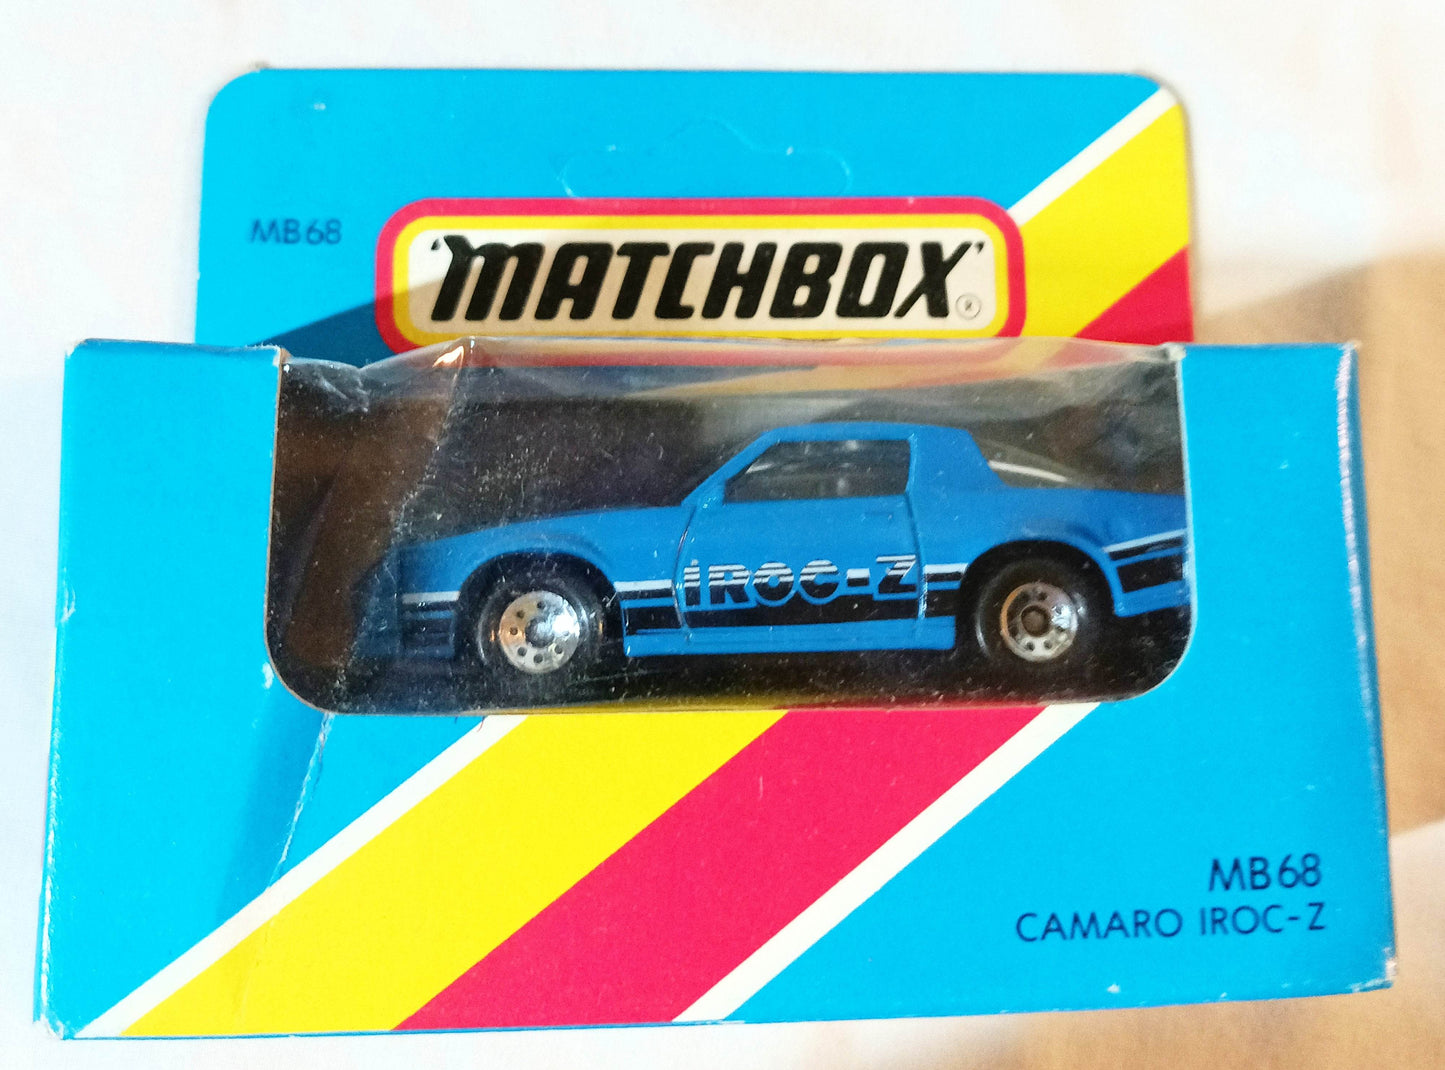 MB68
'MATCHBOX'
®
iROC-Z
MB68
CAMARO IROC-Z